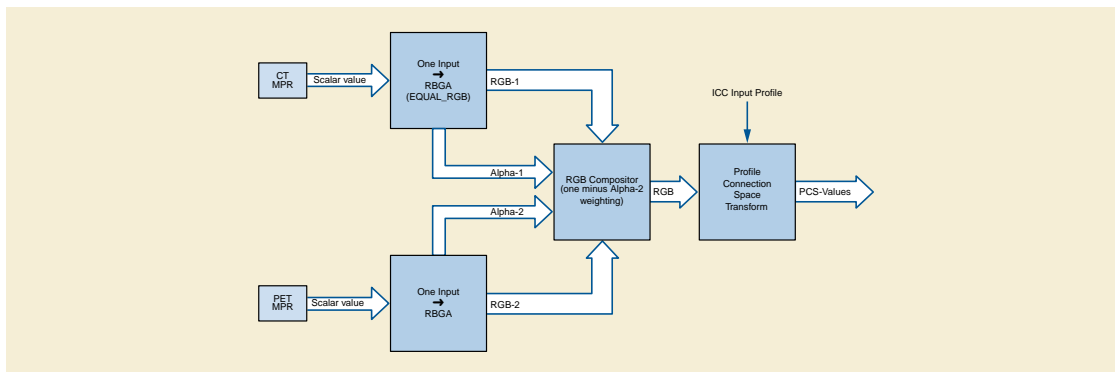 CT
MPR
Scalar value
One Input
➔
RBGA
(EQUAL_RGB)
RGB-1
Alpha-1
ICC Input Profile
RGB Compositor
(one minus Alpha-2
weighting)
RGB
Profile
Connection
Space
Transform
PCS-Values
Alpha-2
PET
MPR
Scalar value
One Input
➔
RBGA
RGB-2